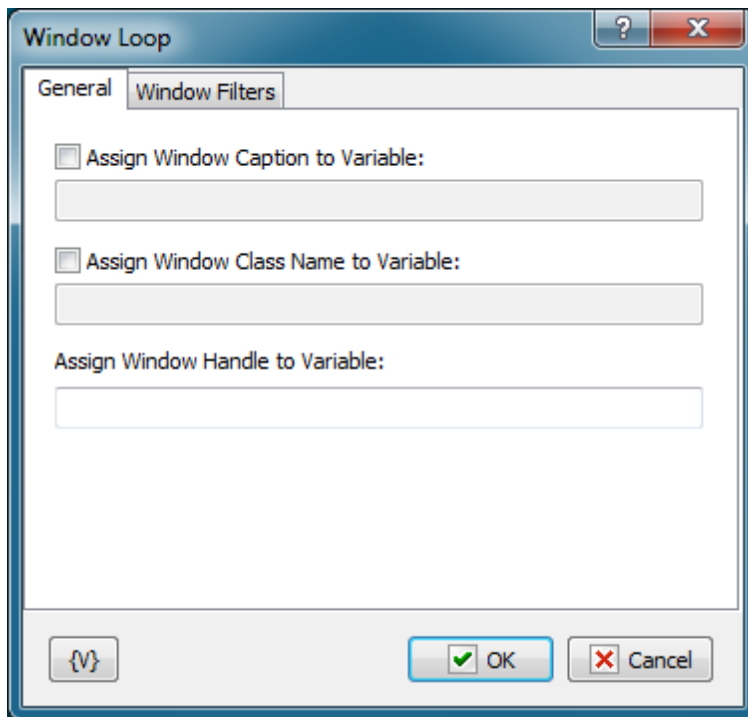 Window Loop
?
General
Window Filters
Assign Window Caption to Variable:
Assign Window Class Name to Variable:
Assign Window Handle to Variable:
{V}
OK
Cancel